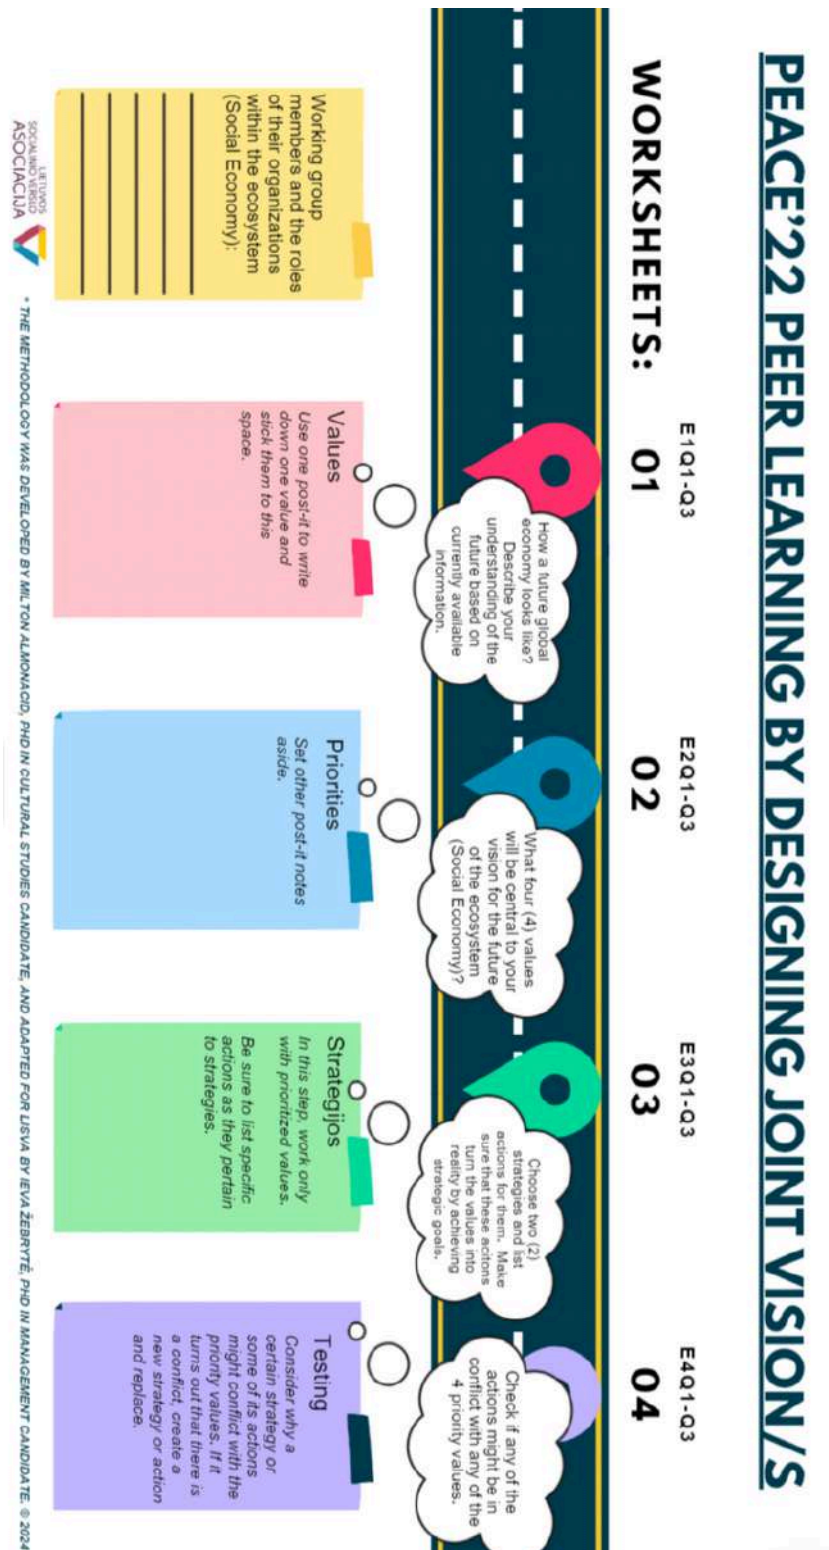 PEACE'22 PEER LEARNING BY DESIGNING JOINT VISION/S
WORKSHEETS:
E1Q1-Q3
01
E2Q1-Q3
02
E3Q1-Q3
03
E4Q1-Q3
04
How a future global
economy looks like?
Describe your
understanding of the
future based on
currently available
information.
What four (4) values
will be central to your
vision for the future
of the ecosystem
(Social Economy)?
Choose two (2)
strategies and list
actions for them. Make
sure that these acitons
turn the values into
reality by achieving
strategic goals.
Check if any of the
actions might be in
conflict with any of the
4 priority values.
Working group
members and the roles
of their organizations
within the ecosystem
(Social Economy):
Values
Use one post-it to write
down one value and
stick them to this
space.
Priorities
Set other post-it notes
aside.
Strategijos
In this step, work only
with prioritized values.
Be sure to list specific
actions as they pertain
to strategies.
Testing
Consider why a
certain strategy or
some of its actions
might conflict with the
priority values. If it
turns out that there is
a conflict, create a
new strategy or action
and replace.
LIETUVOS
SOCIALINIO VERSLO
ASOCIACIJA
* THE METHODOLOGY WAS DEVELOPED BY MILTON ALMONACID, PHD IN CULTURAL STUDIES CANDIDATE, AND ADAPTED FOR LISVA BY IEVA ŽEBRYTĖ, PHD IN MANAGEMENT CANDIDATE. © 2024